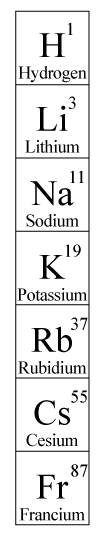 H 1
Hydrogen
Li 3
Lithium
Na 11
Sodium
K 19
Potassium
Rb 37
Rubidium
Cs 55
Cesium
Fr 87
Francium